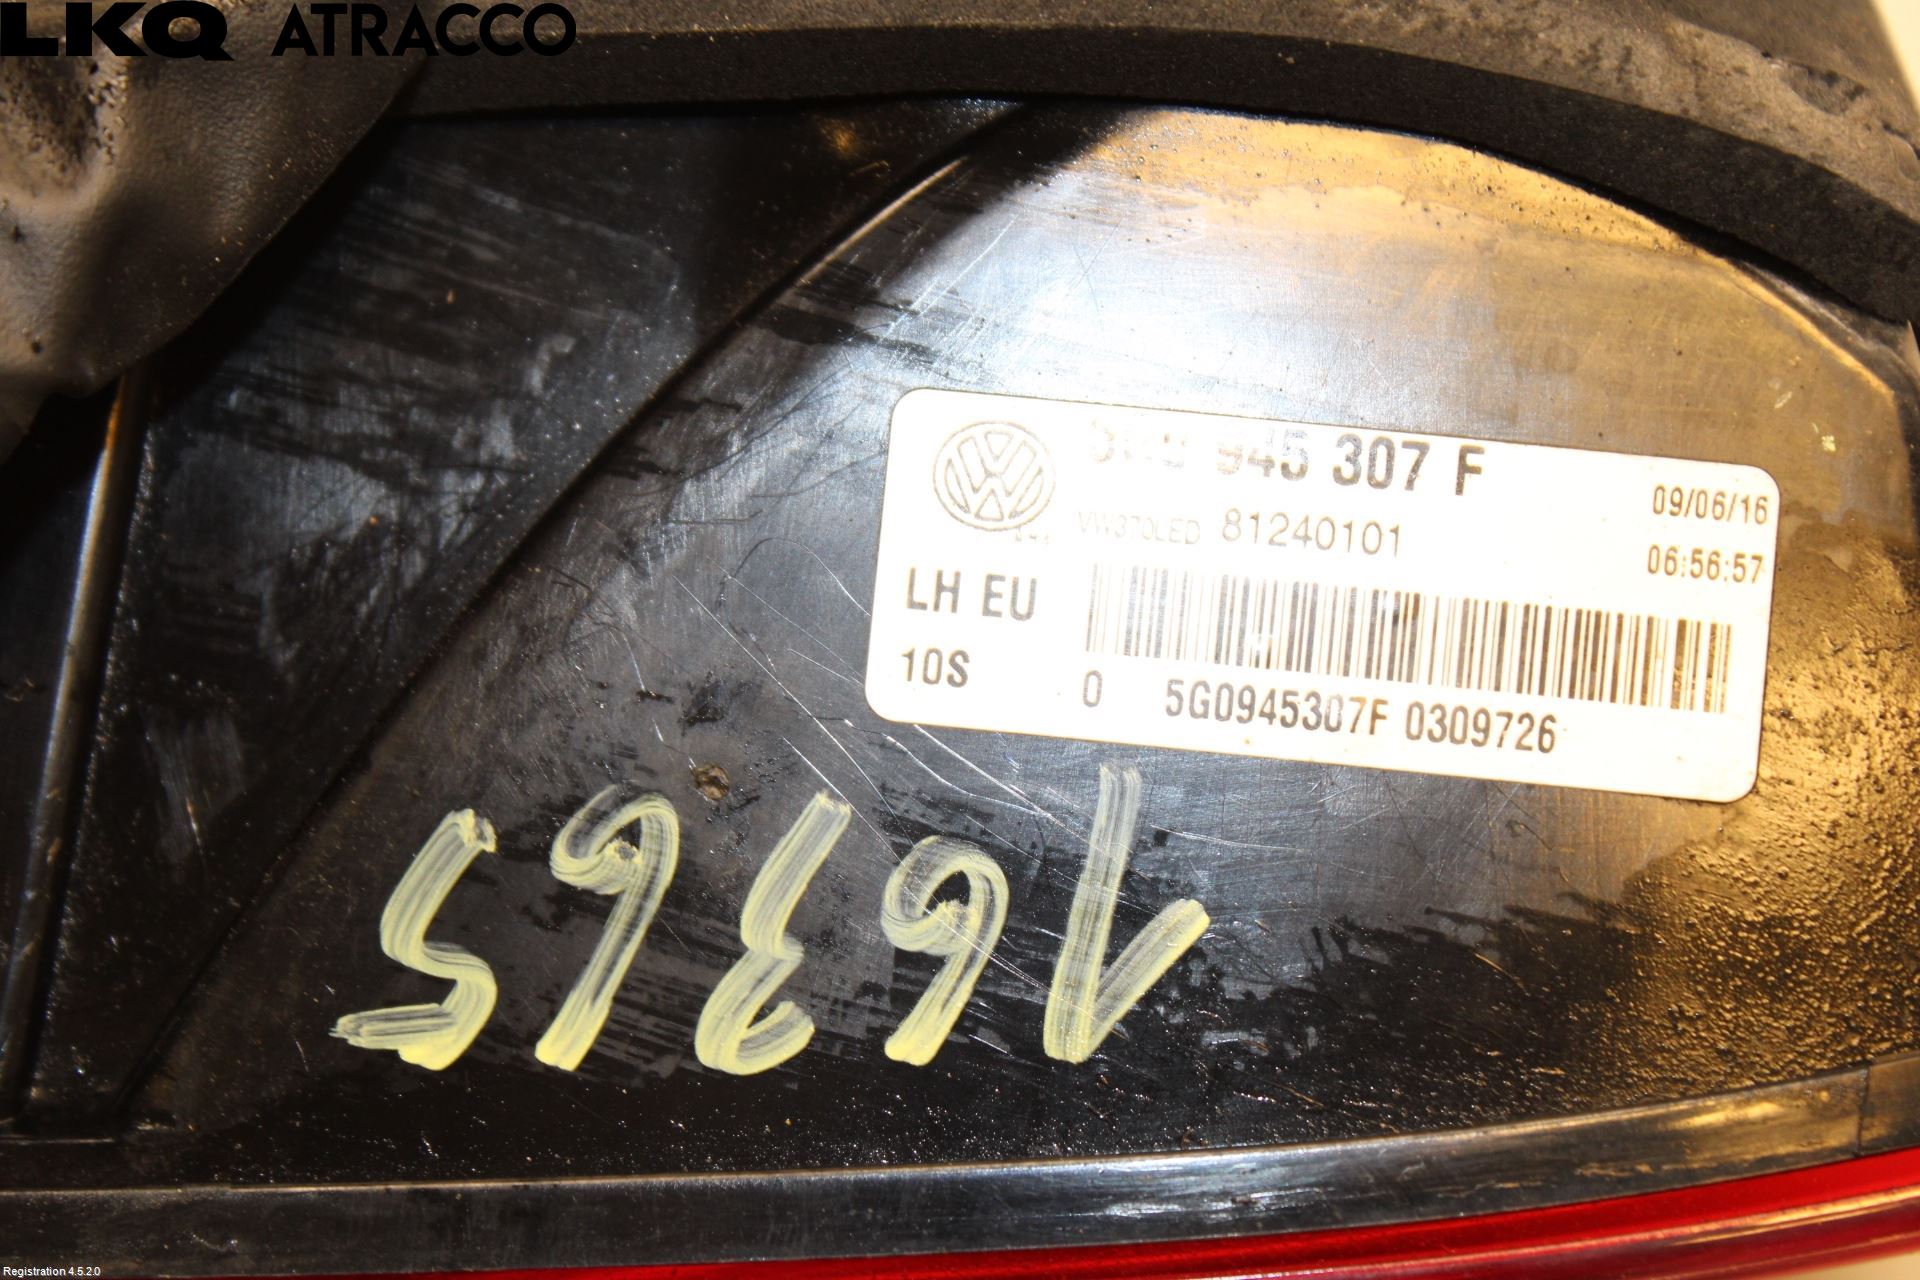 LKQ ATRACCO
945 307 F
09/06/16
VW370LED 81240101
06:56:57
LH EU
10S
0 5G0945307F 0309726
16365
Registration 4.5.2.0